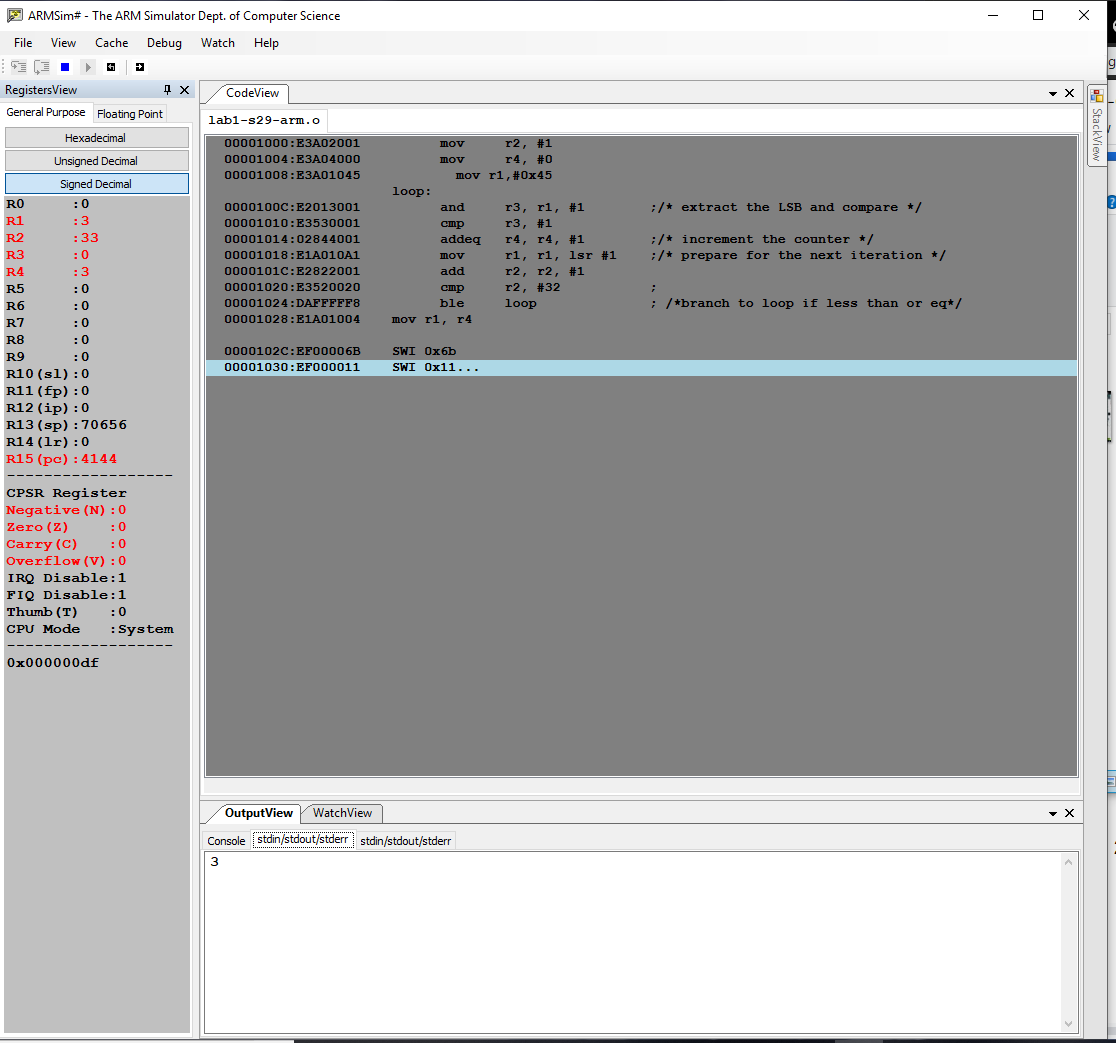 ARMSim# - The ARM Simulator Dept. of Computer Science
File View Cache Debug Watch Help
RegistersView
General Purpose Floating Point
Hexadecimal
Unsigned Decimal
Signed Decimal
R0 :0
R1 :3
R2 :33
R3 :0
R4 :3
R5 :0
R6 :0
R7 :0
R8 :0
R9 :0
R10(sl):0
R11(fp):0
R12(ip):0
R13(sp):70656
R14(lr):0
R15(pc):4144
------------------
CPSR Register
Negative(N):0
Zero(Z) :0
Carry(C) :0
Overflow(V):0
IRQ Disable:1
FIQ Disable:1
Thumb(T) :0
CPU Mode :System
------------------
0x000000df
CodeView
lab1-s29-arm.o
00001000:E3A02001 mov r2, #1
00001004:E3A04000 mov r4, #0
00001008:E3A01045 mov r1,#0x45
loop:
0000100C:E2013001 and r3, r1, #1 ;/* extract the LSB and compare */
00001010:E3530001 cmp r3, #1
00001014:02844001 addeq r4, r4, #1 ;/* increment the counter */
00001018:E1A010A1 mov r1, r1, lsr #1 ;/* prepare for the next iteration */
0000101C:E2822001 add r2, r2, #1
00001020:E3520020 cmp r2, #32 ;
00001024:DAFFFFF8 ble loop ; /*branch to loop if less than or eq*/
00001028:E1A01004 mov r1, r4
0000102C:EF00006B SWI 0x6b
00001030:EF000011 SWI 0x11...
StackView
OutputView WatchView
Console stdin/stdout/stderr stdin/stdout/stderr
3